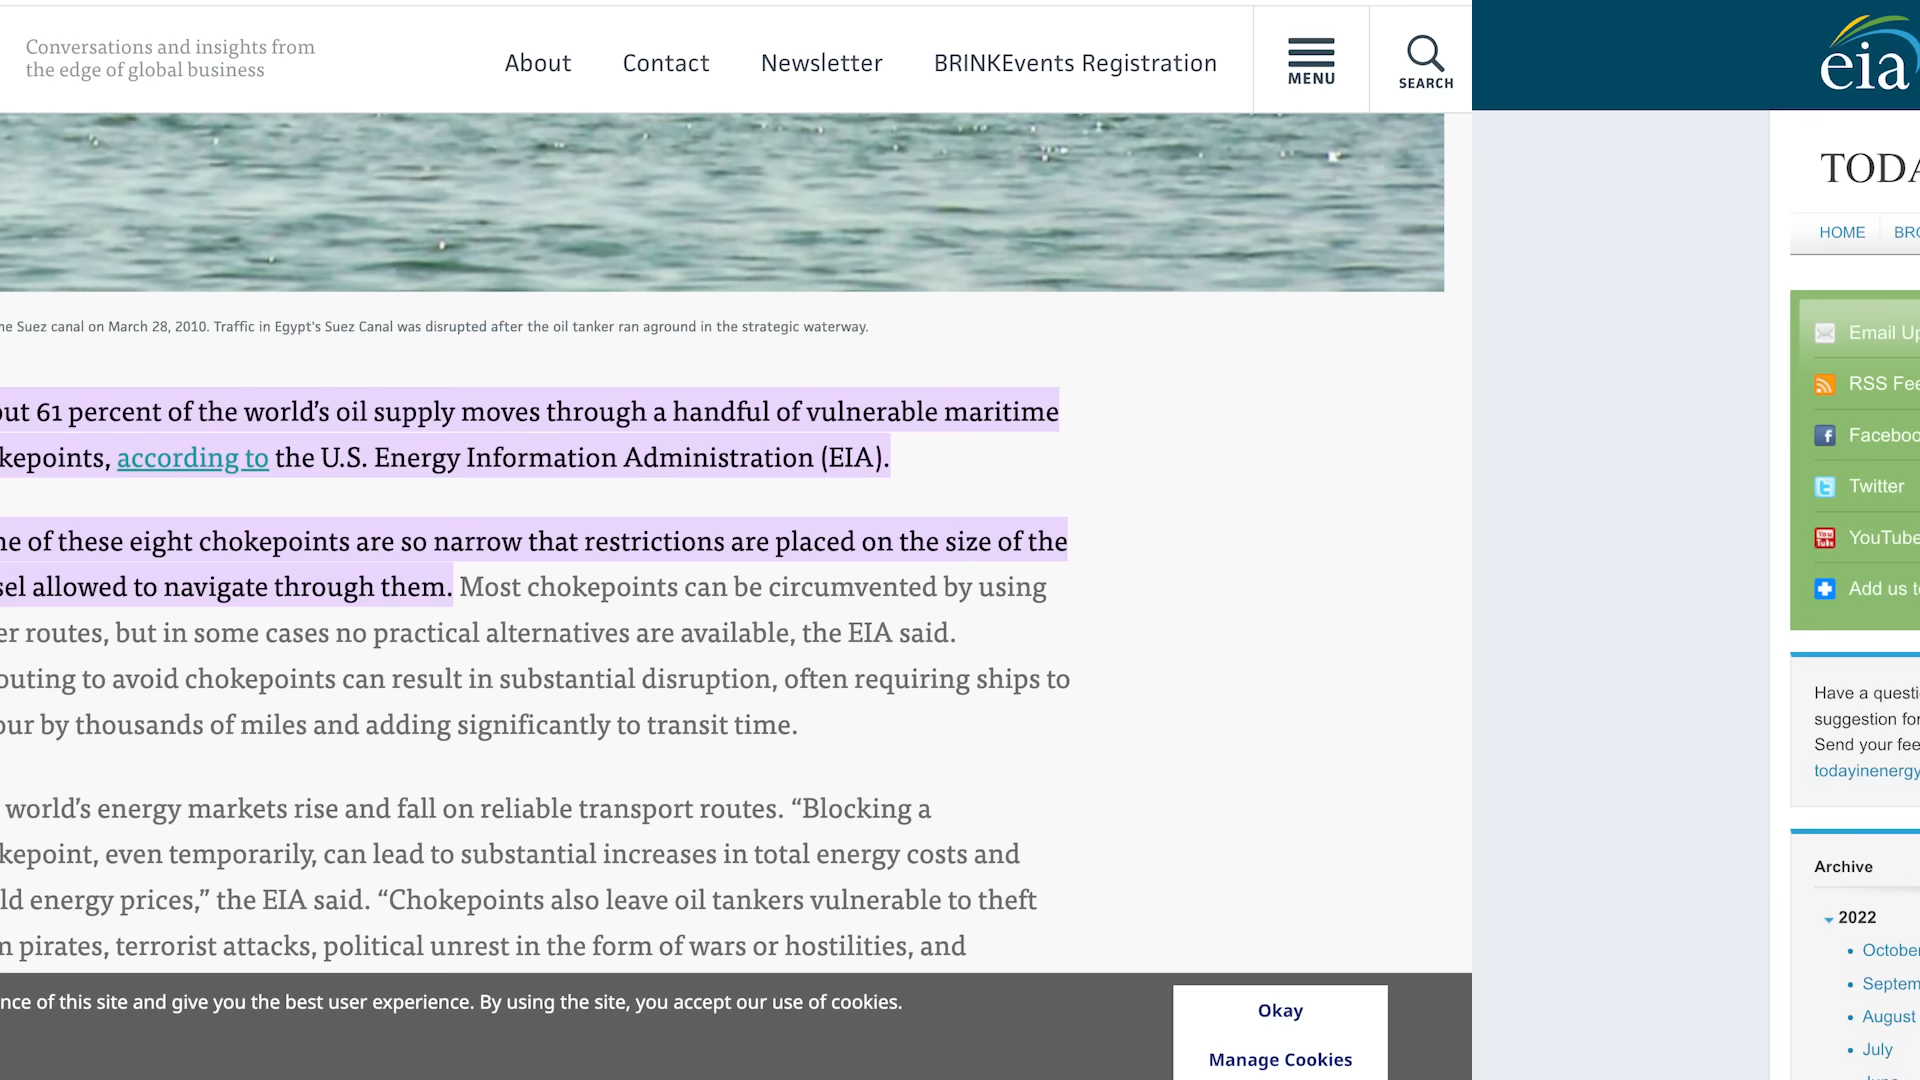 Conversations and insights from
the edge of global business
About
Contact
Newsletter
BRINKEvents Registration
MENU
SEARCH
he Suez canal on March 28, 2010. Traffic in Egypt's Suez Canal was disrupted after the oil tanker ran aground in the strategic waterway.
out 61 percent of the world’s oil supply moves through a handful of vulnerable maritime
kepoints, according to the U.S. Energy Information Administration (EIA).
ne of these eight chokepoints are so narrow that restrictions are placed on the size of the
sel allowed to navigate through them. Most chokepoints can be circumvented by using
er routes, but in some cases no practical alternatives are available, the EIA said.
outing to avoid chokepoints can result in substantial disruption, often requiring ships to
our by thousands of miles and adding significantly to transit time.
world’s energy markets rise and fall on reliable transport routes. “Blocking a
kepoint, even temporarily, can lead to substantial increases in total energy costs and
ld energy prices,” the EIA said. “Chokepoints also leave oil tankers vulnerable to theft
m pirates, terrorist attacks, political unrest in the form of wars or hostilities, and
nce of this site and give you the best user experience. By using the site, you accept our use of cookies.
Okay
Manage Cookies
eia
TODA
HOME
BRO
Email Up
RSS Fee
Faceboo
Twitter
YouTube
Add us to
Have a questi
suggestion for
Send your fee
todayinenergy
Archive
2022
October
Septem
August
July